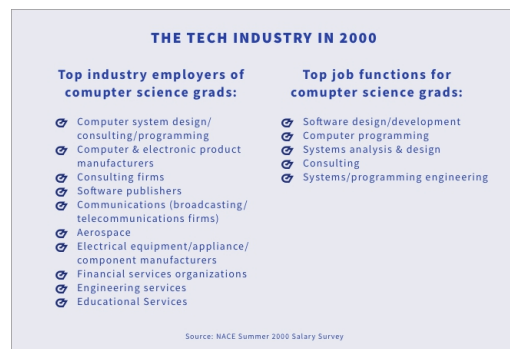 THE TECH INDUSTRY IN 2000
Top industry employers of
comupter science grads:
Computer system design/
consulting/programming
Computer & electronic product
manufacturers
Consulting firms
Software publishers
Communications (broadcasting/
telecommunications firms)
Aerospace
Electrical equipment/appliance/
component manufacturers
Financial services organizations
Engineering services
Educational Services
Top job functions for
comupter science grads:
Software design/development
Computer programming
Systems analysis & design
Consulting
Systems/programming engineering
Source: NACE Summer 2000 Salary Survey